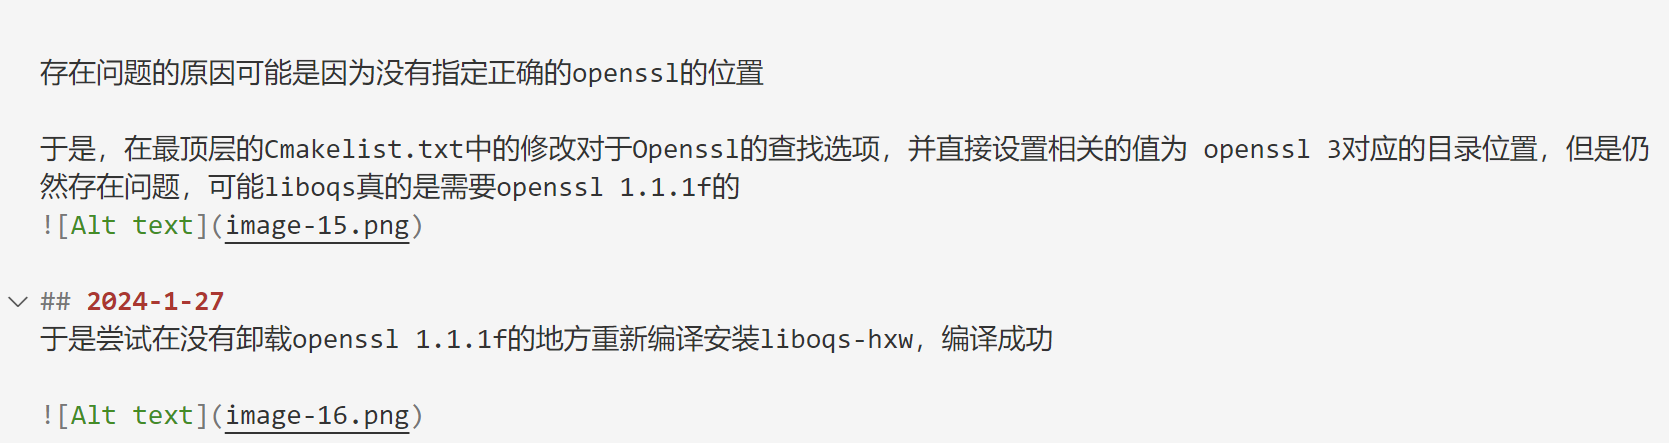 存在问题的原因可能是因为没有指定正确的openssl的位置
于是，在最顶层的Cmakelist.txt中的修改对于Openssl的查找选项，并直接设置相关的值为 openssl 3对应的目录位置，但是仍
然存在问题，可能liboqs真的是需要openssl 1.1.1f的
![Alt text](image-15.png)
## 2024-1-27
于是尝试在没有卸载openssl 1.1.1f的地方重新编译安装liboqs-hxw，编译成功
![Alt text](image-16.png)